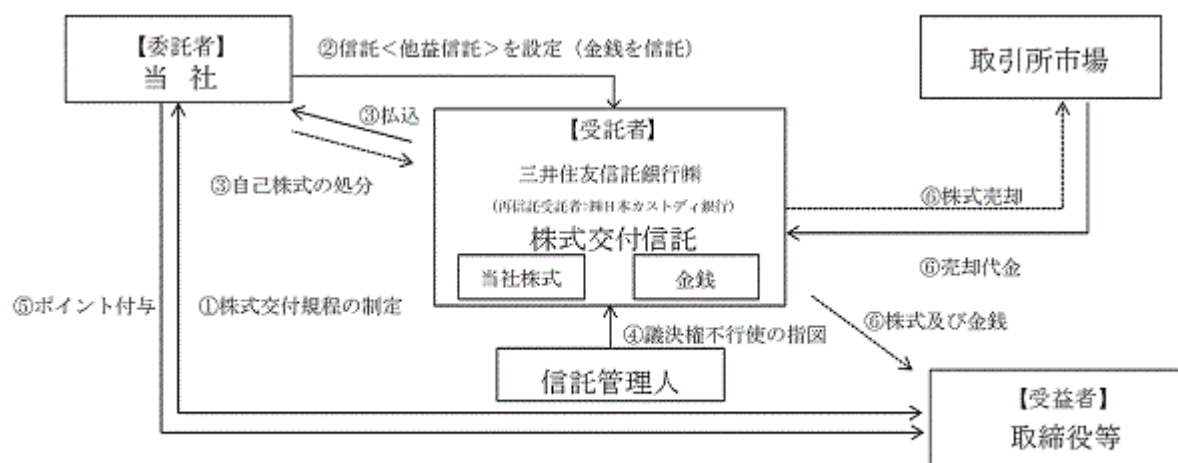 【委託者】
当 社
②信託<他益信託>を設定（金銭を信託）
取引所市場
③払込
【受託者】
③自己株式の処分
三井住友信託銀行㈱
(再信託受託者:㈱日本カストディ銀行)
⑥株式売却
株式交付信託
当社株式
金銭
⑥売却代金
⑤ポイント付与
①株式交付規程の制定
⑥株式及び金銭
④議決権不行使の指図
信託管理人
【受益者】
取締役等